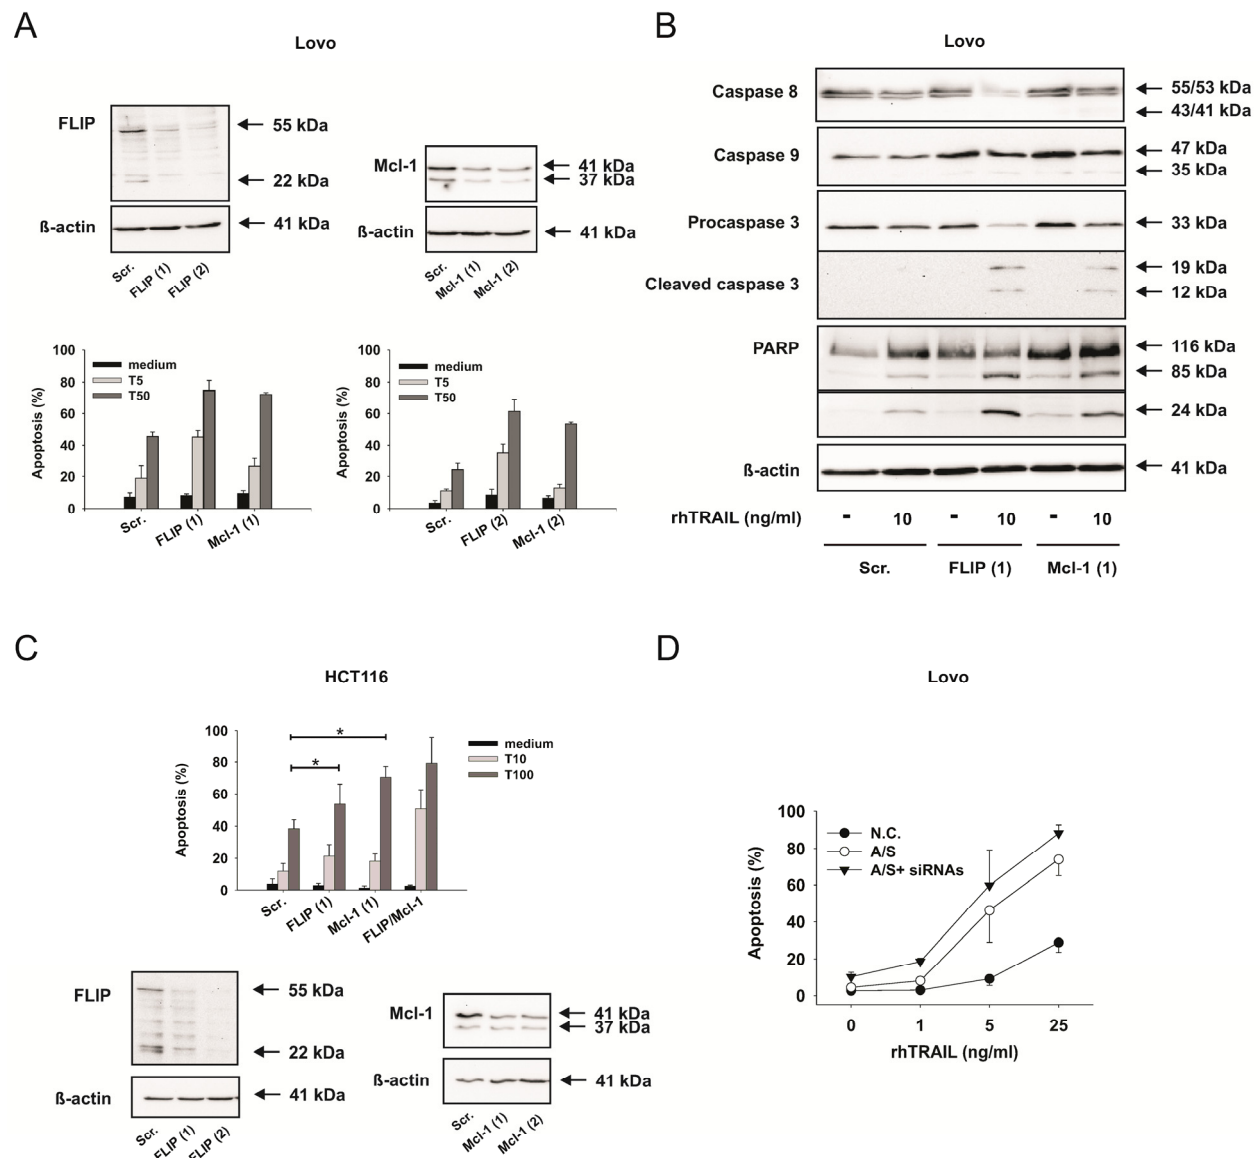 A
Lovo
FLIP
55 kDa
22 kDa
ß-actin
41 kDa
Scr.
FLIP (1)
FLIP (2)
Mcl-1
41 kDa
37 kDa
ß-actin
41 kDa
Scr.
Mcl-1 (1)
Mcl-1 (2)
100
80
60
40
20
0
Apoptosis (%)
medium
T5
T50
Scr.
FLIP (1)
Mcl-1 (1)
100
80
60
40
20
0
Apoptosis (%)
medium
T5
T50
Scr.
FLIP (2)
Mcl-1 (2)
B
Lovo
Caspase 8
55/53 kDa
43/41 kDa
Caspase 9
47 kDa
35 kDa
Procaspase 3
33 kDa
Cleaved caspase 3
19 kDa
12 kDa
PARP
116 kDa
85 kDa
24 kDa
ß-actin
41 kDa
rhTRAIL (ng/ml) - 10 - 10 - 10
Scr. FLIP (1) Mcl-1 (1)
C
HCT116
100
80
60
40
20
0
Apoptosis (%)
*
*
medium
T10
T100
Scr.
FLIP (1)
Mcl-1 (1)
FLIP/Mcl-1
FLIP
55 kDa
22 kDa
ß-actin
41 kDa
Scr.
FLIP (1)
FLIP (2)
Mcl-1
41 kDa
37 kDa
ß-actin
41 kDa
Scr.
Mcl-1 (1)
Mcl-1 (2)
D
Lovo
100
80
60
40
20
0
Apoptosis (%)
N.C.
A/S
A/S+ siRNAs
0 1 5 25
rhTRAIL (ng/ml)